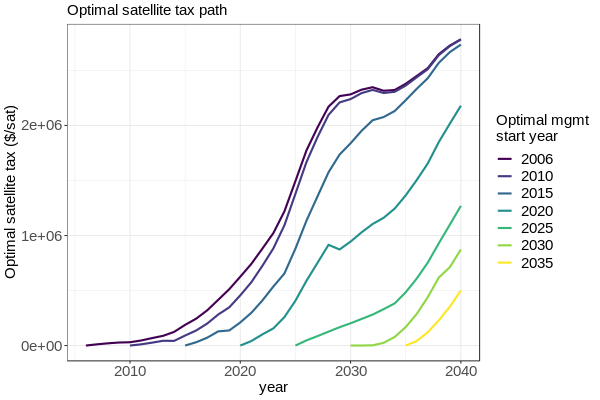 Optimal satellite tax path
Optimal satellite tax ($/sat)
2e+06
1e+06
0e+00
2010
2020
2030
2040
year
Optimal mgmt
start year
2006
2010
2015
2020
2025
2030
2035